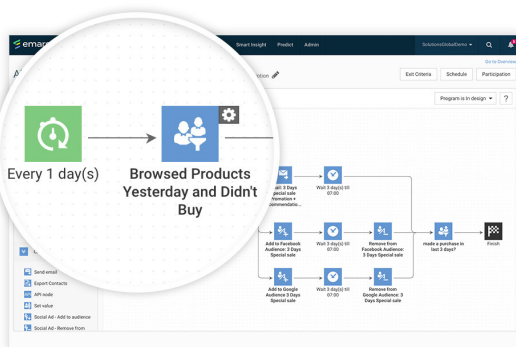 emar
Smart Insight Predict Admin
SolutionsGlobalDemo
Go to Overview
Exit Criteria Schedule Participation
Program is In design ?
Every 1 day(s)
Browsed Products
Yesterday and Didn't
Buy
3 Days
special sale
Promotion +
Wait 3 day(s) till
07:00
Add to Facebook
Audience: 3 Days
Special sale
Wait 3 day(s) till
07:00
Remove from
Facebook Audience:
3 Days Special sale
made a purchase in
last 3 days?
Finish
Add to Google
Audience 3 Days
Special sale
Wait 3 day(s) till
07:00
Remove from
Google Audience: 3
Days Special sale
Send email
Export Contacts
API node
Set value
Social Ad - Add to audience
Social Ad - Remove from